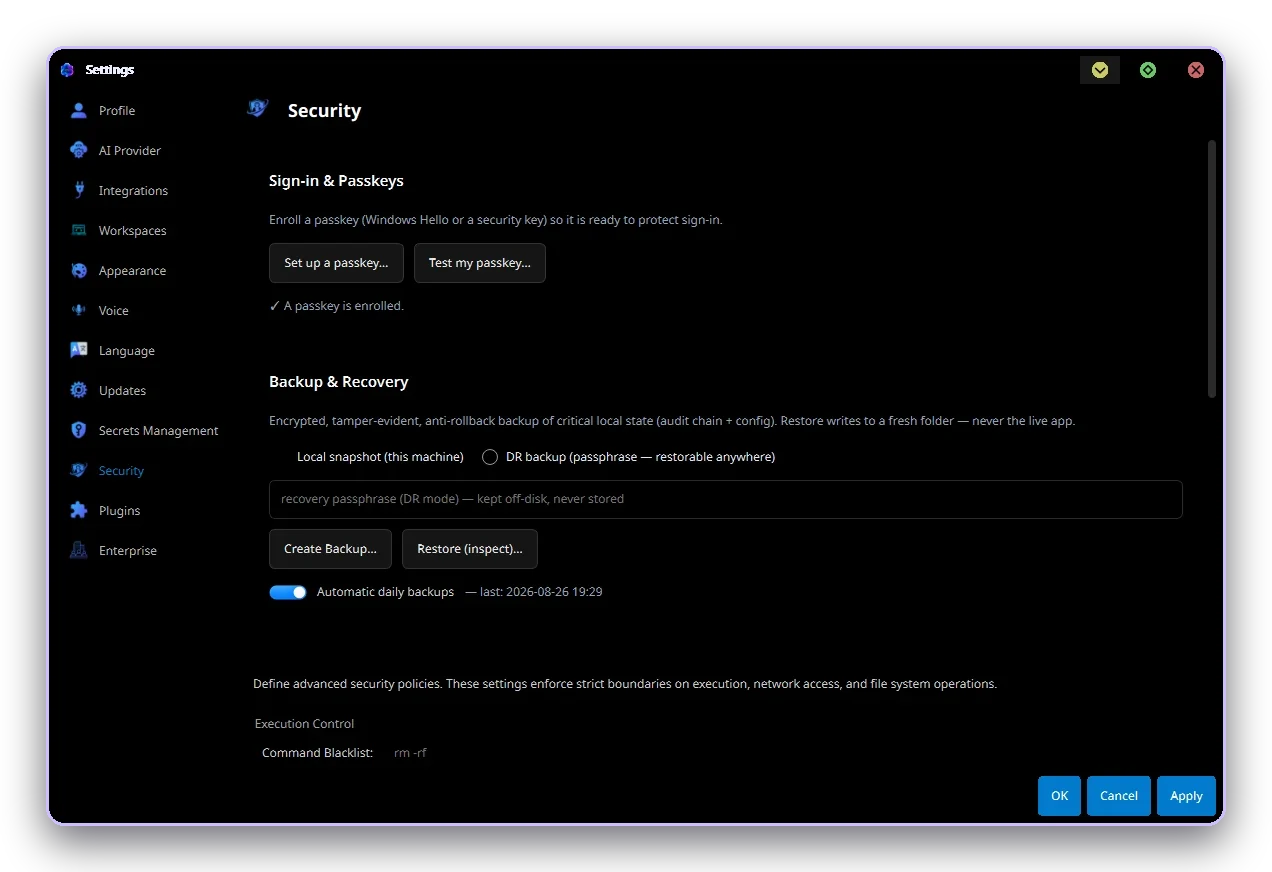 Settings
Profile
AI Provider
Integrations
Workspaces
Appearance
Voice
Language
Updates
Secrets Management
Security
Plugins
Enterprise
Security
Sign-in & Passkeys
Enroll a passkey (Windows Hello or a security key) so it is ready to protect sign-in.
Set up a passkey... Test my passkey...
✓ A passkey is enrolled.
Backup & Recovery
Encrypted, tamper-evident, anti-rollback backup of critical local state (audit chain + config). Restore writes to a fresh folder — never the live app.
Local snapshot (this machine) DR backup (passphrase — restorable anywhere)
recovery passphrase (DR mode) — kept off-disk, never stored
Create Backup... Restore (inspect)...
Automatic daily backups — last: 2026-08-26 19:29
Define advanced security policies. These settings enforce strict boundaries on execution, network access, and file system operations.
Execution Control
Command Blacklist: rm -rf
OK Cancel Apply